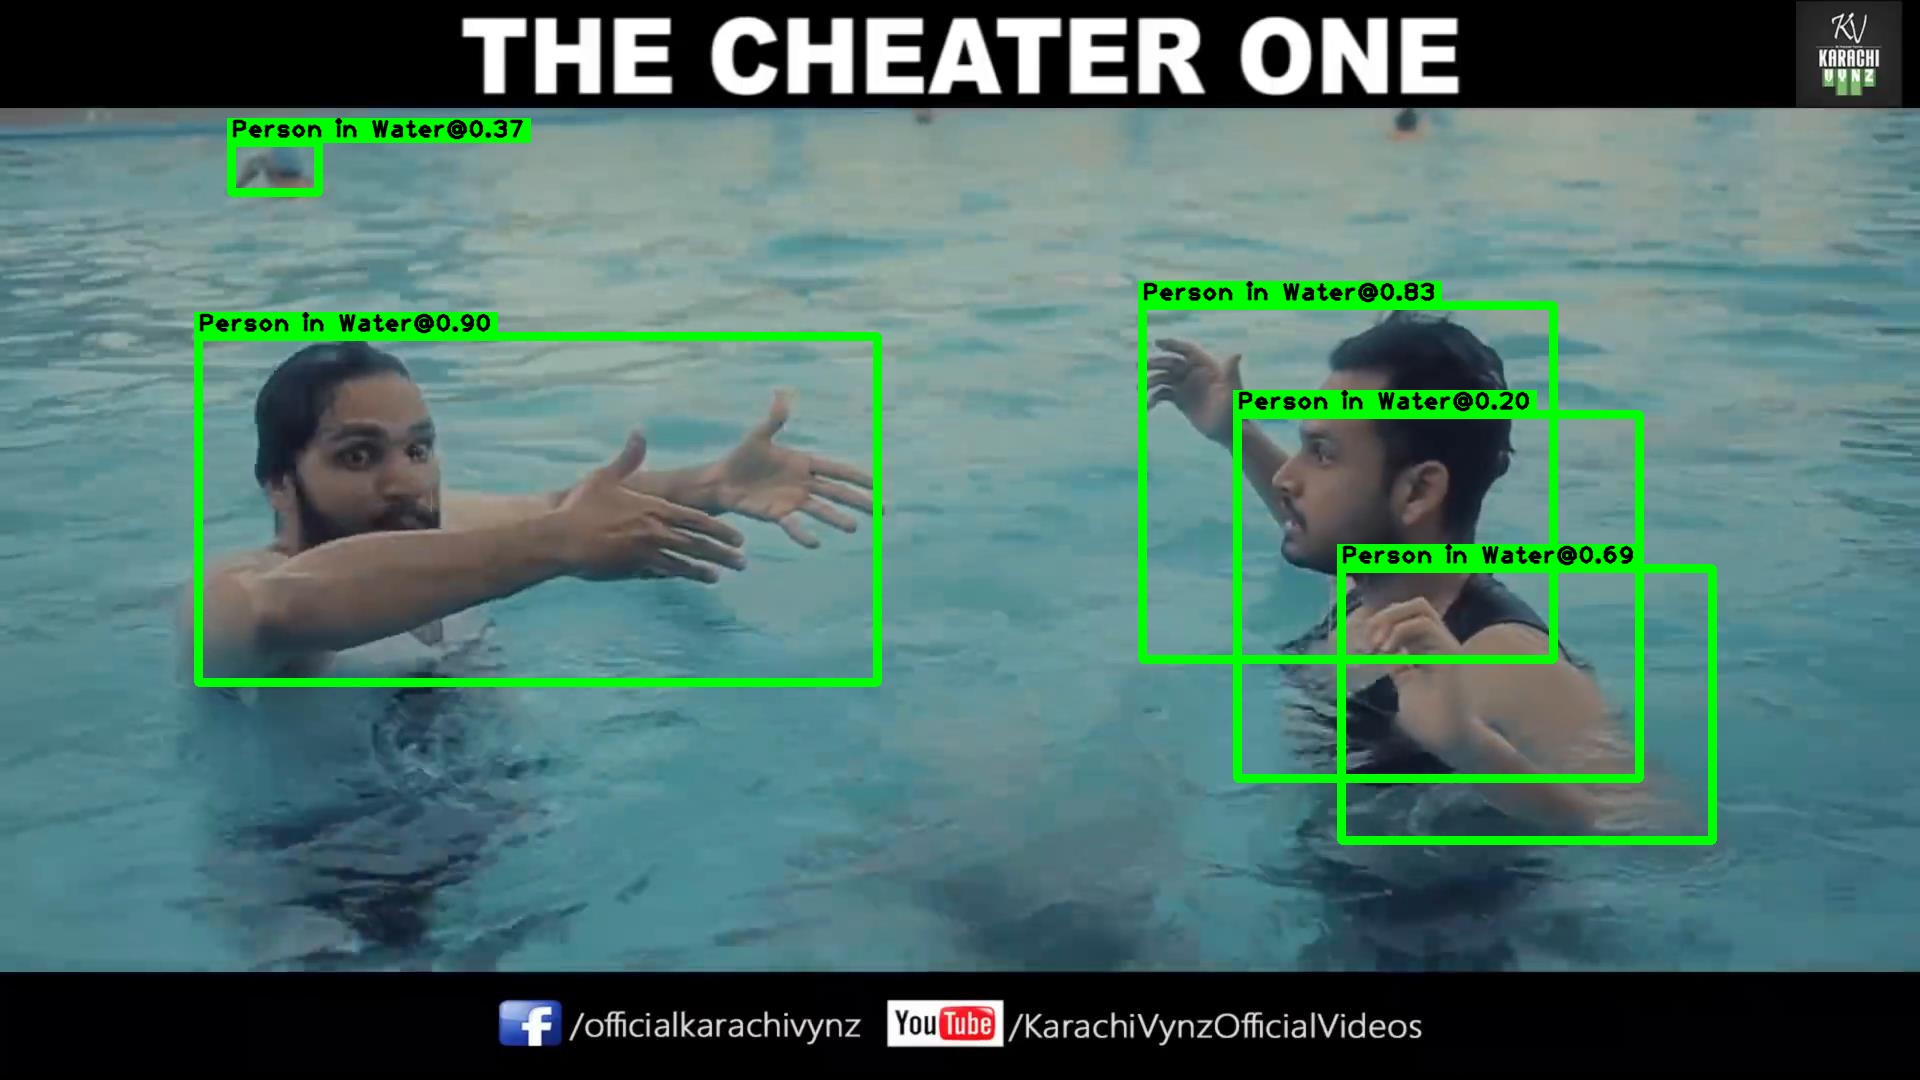 THE CHEATER ONE
KV
KARACHI
VYNZ
Person in Water@0.37
Person in Water@0.83
Person in Water@0.90
Person in Water@0.20
Person in Water@0.69
/officialkarachivynz
You Tube /KarachiVynzOfficialVideos